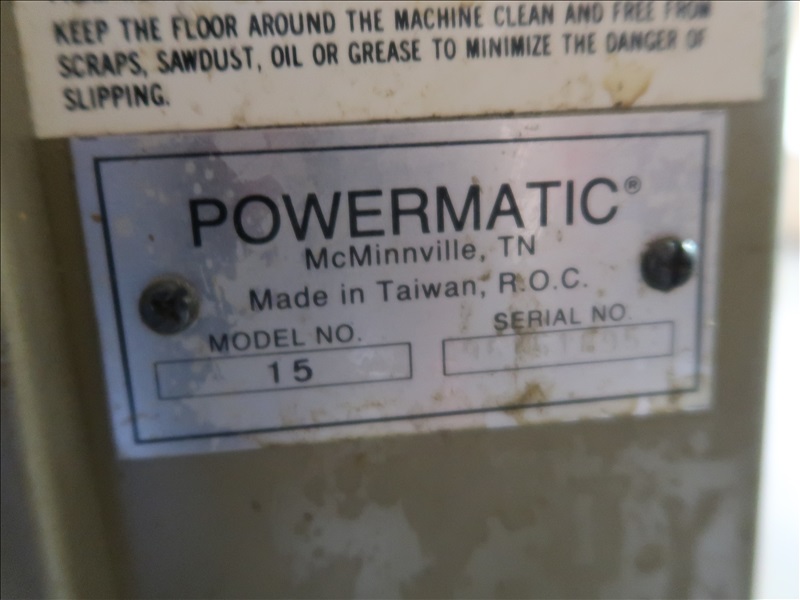 KEEP THE FLOOR AROUND THE MACHINE CLEAN AND FREE FROM
SCRAPS, SAWDUST, OIL OR GREASE TO MINIMIZE THE DANGER OF
SLIPPING.
POWERMATIC®
McMinnville, TN
Made in Taiwan, R.O.C.
MODEL NO. SERIAL NO.
15